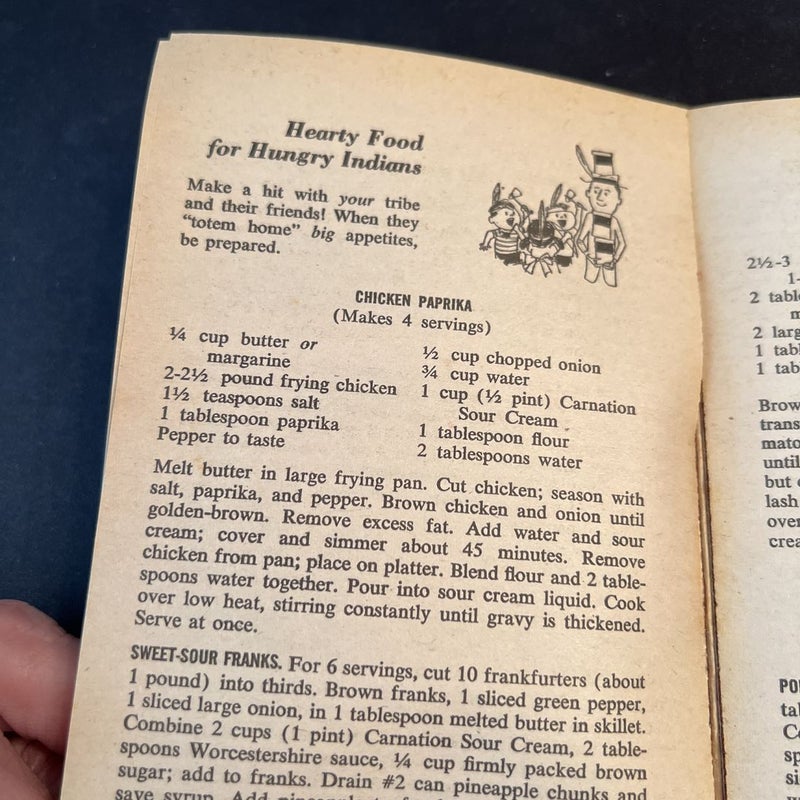 Hearty Food
for Hungry Indians
Make a hit with your tribe
and their friends! When they
"totem home" big appetites,
be prepared.
CHICKEN PAPRIKA
(Makes 4 servings)
¼ cup butter or
margarine
2-2½ pound frying chicken
1½ teaspoons salt
1 tablespoon paprika
Pepper to taste
½ cup chopped onion
¾ cup water
1 cup (½ pint) Carnation
Sour Cream
1 tablespoon flour
2 tablespoons water
Melt butter in large frying pan. Cut chicken; season with
salt, paprika, and pepper. Brown chicken and onion until
golden-brown. Remove excess fat. Add water and sour
cream; cover and simmer about 45 minutes. Remove
chicken from pan; place on platter. Blend flour and 2 table-
spoons water together. Pour into sour cream liquid. Cook
over low heat, stirring constantly until gravy is thickened.
Serve at once.
SWEET-SOUR FRANKS. For 6 servings, cut 10 frankfurters (about
1 pound) into thirds. Brown franks, 1 sliced green pepper,
1 sliced large onion, in 1 tablespoon melted butter in skillet.
Combine 2 cups (1 pint) Carnation Sour Cream, 2 table-
spoons Worcestershire sauce, ¼ cup firmly packed brown
sugar; add to franks. Drain #2 can pineapple chunks and
save syrup. Add
2½-3
1-
2
2
1
1
Brow
until
but
over